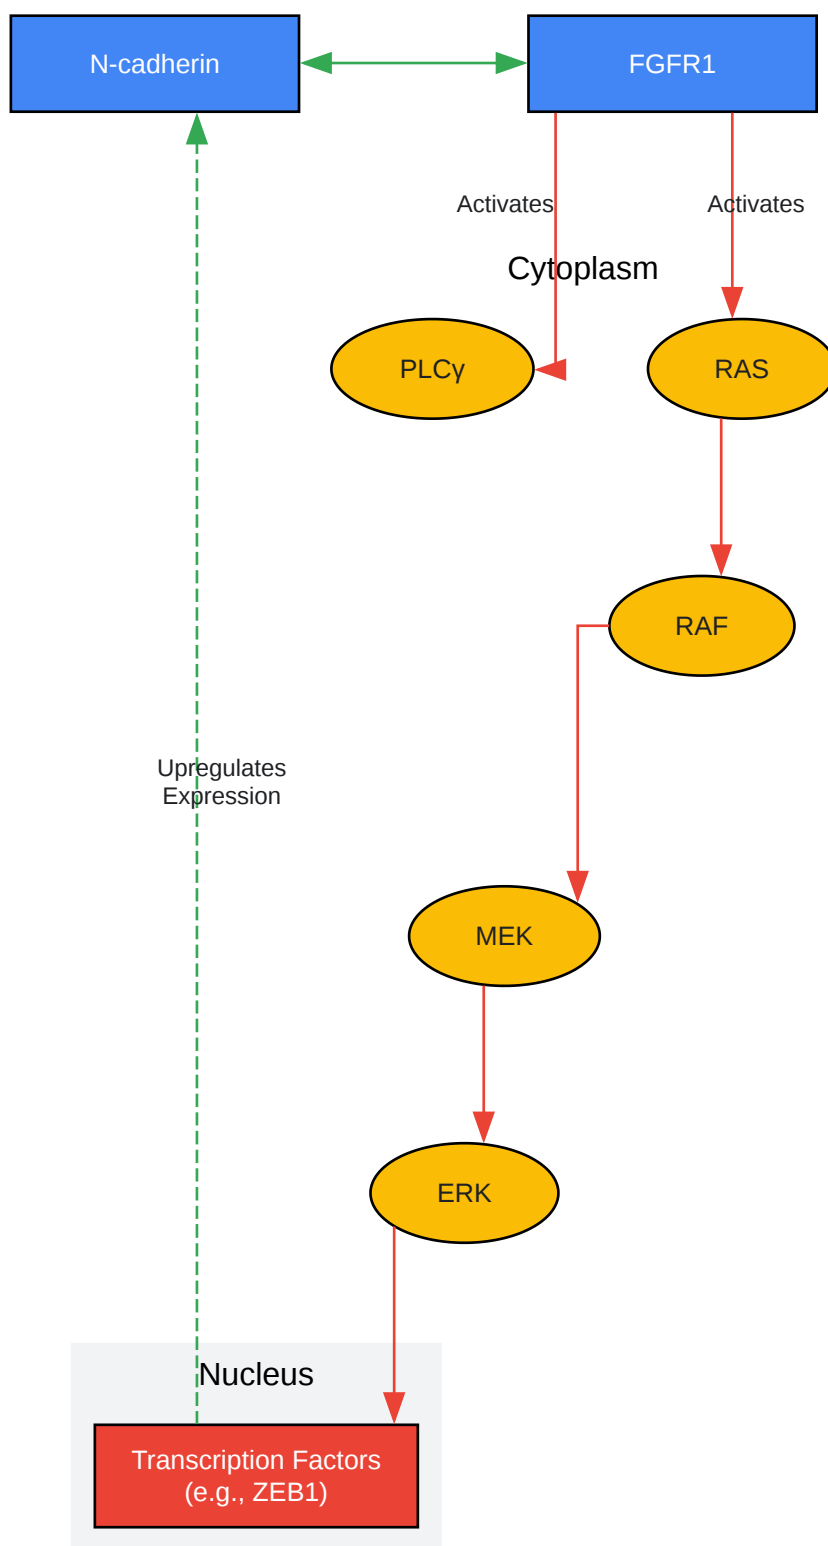 N-cadherin
FGFR1
Activates
Activates
Cytoplasm
PLCγ
RAS
RAF
Upregulates
Expression
MEK
ERK
Nucleus
Transcription Factors
(e.g., ZEB1)